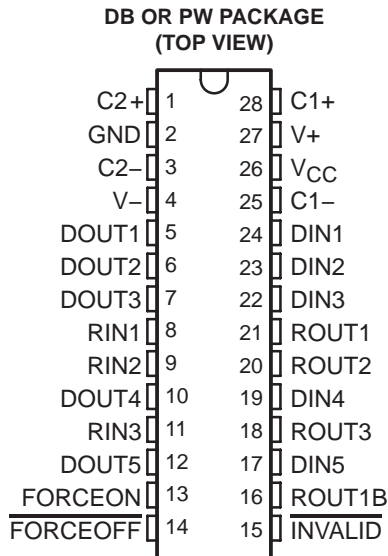 DB OR PW PACKAGE
(TOP VIEW)
C2+ 1 28 C1+
GND 2 27 V+
C2− 3 26 VCC
V− 4 25 C1−
DOUT1 5 24 DIN1
DOUT2 6 23 DIN2
DOUT3 7 22 DIN3
RIN1 8 21 ROUT1
RIN2 9 20 ROUT2
DOUT4 10 19 DIN4
RIN3 11 18 ROUT3
DOUT5 12 17 DIN5
FORCEON 13 16 ROUT1B
FORCEOFF 14 15 INVALID